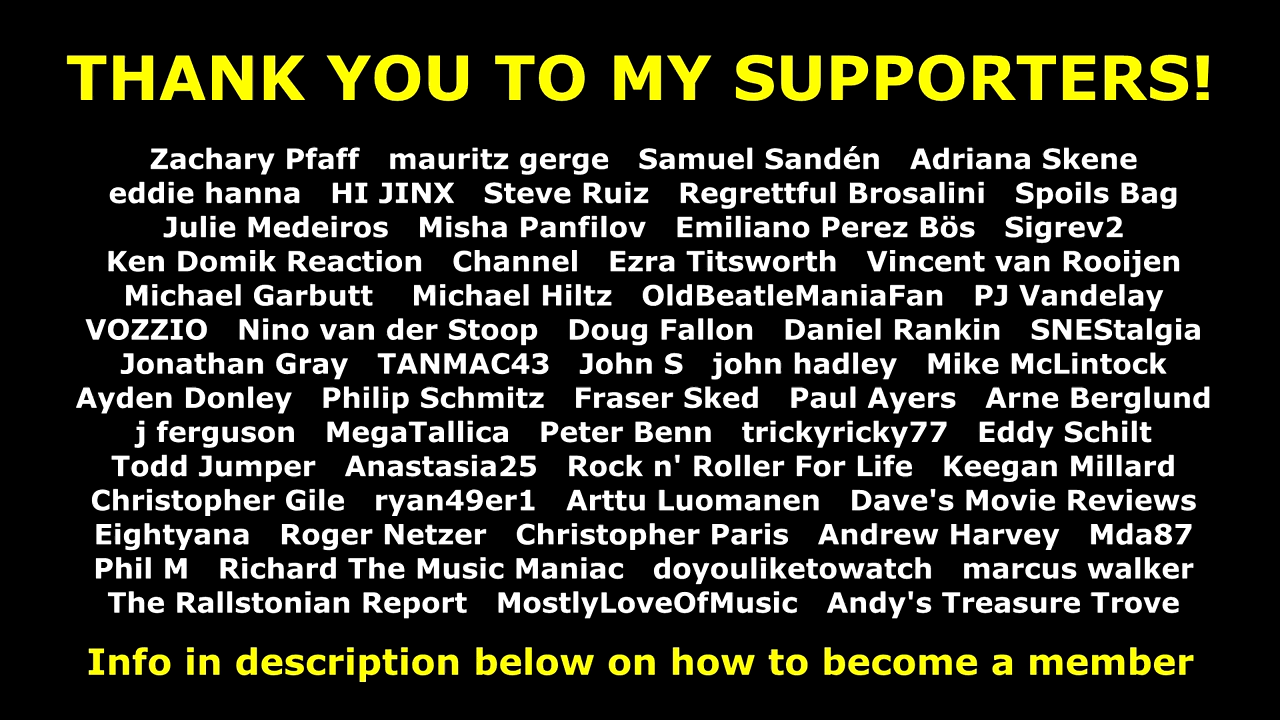 THANK YOU TO MY SUPPORTERS!
Zachary Pfaff mauritz gerge Samuel Sandén Adriana Skene
eddie hanna HI JINX Steve Ruiz Regrettful Brosalini Spoils Bag
Julie Medeiros Misha Panfilov Emiliano Perez Bös Sigrev2
Ken Domik Reaction Channel Ezra Titsworth Vincent van Rooijen
Michael Garbutt Michael Hiltz OldBeatleManiaFan PJ Vandelay
VOZZIO Nino van der Stoop Doug Fallon Daniel Rankin SNEStalgia
Jonathan Gray TANMAC43 John S john hadley Mike McLintock
Ayden Donley Philip Schmitz Fraser Sked Paul Ayers Arne Berglund
j ferguson MegaTallica Peter Benn trickyricky77 Eddy Schilt
Todd Jumper Anastasia25 Rock n' Roller For Life Keegan Millard
Christopher Gile ryan49er1 Arttu Luomanen Dave's Movie Reviews
Eightyana Roger Netzer Christopher Paris Andrew Harvey Mda87
Phil M Richard The Music Maniac doyouliketowatch marcus walker
The Rallstonian Report MostlyLoveOfMusic Andy's Treasure Trove
Info in description below on how to become a member